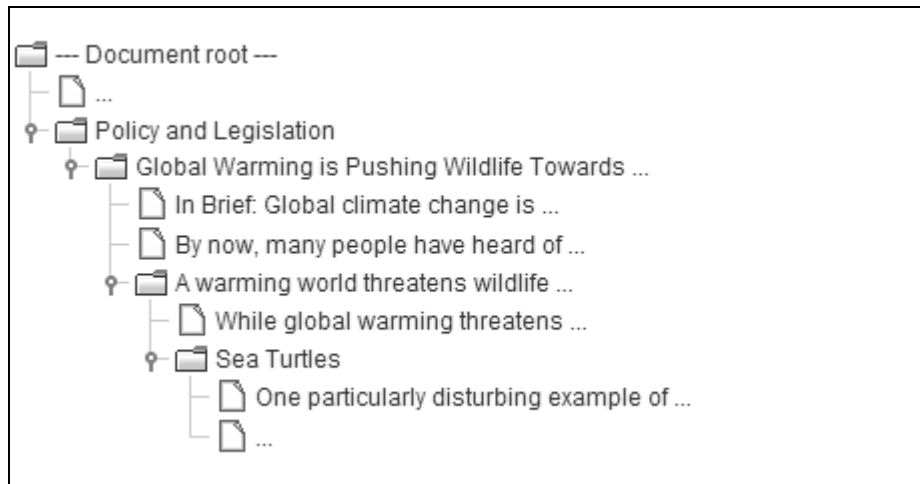 --- Document root ---
...
Policy and Legislation
Global Warming is Pushing Wildlife Towards ...
In Brief: Global climate change is ...
By now, many people have heard of ...
A warming world threatens wildlife ...
While global warming threatens ...
Sea Turtles
One particularly disturbing example of ...
...